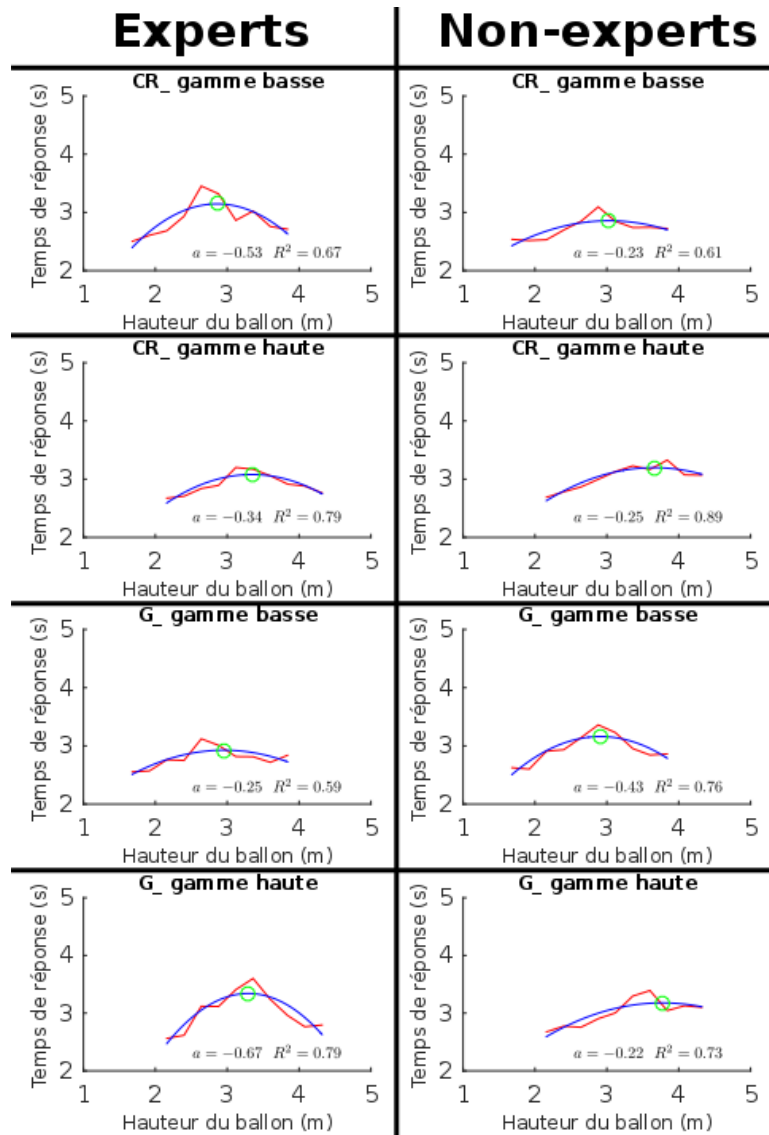 Experts
Non-experts
CR_ gamme basse
Temps de réponse (s)
5
4
3
2
a = −0.53 R² = 0.67
1 2 3 4 5
Hauteur du ballon (m)
CR_ gamme basse
Temps de réponse (s)
5
4
3
2
a = −0.23 R² = 0.61
1 2 3 4 5
Hauteur du ballon (m)
CR_ gamme haute
Temps de réponse (s)
5
4
3
2
a = −0.34 R² = 0.79
1 2 3 4 5
Hauteur du ballon (m)
CR_ gamme haute
Temps de réponse (s)
5
4
3
2
a = −0.25 R² = 0.89
1 2 3 4 5
Hauteur du ballon (m)
G_ gamme basse
Temps de réponse (s)
5
4
3
2
a = −0.25 R² = 0.59
1 2 3 4 5
Hauteur du ballon (m)
G_ gamme basse
Temps de réponse (s)
5
4
3
2
a = −0.43 R² = 0.76
1 2 3 4 5
Hauteur du ballon (m)
G_ gamme haute
Temps de réponse (s)
5
4
3
2
a = −0.67 R² = 0.79
1 2 3 4 5
Hauteur du ballon (m)
G_ gamme haute
Temps de réponse (s)
5
4
3
2
a = −0.22 R² = 0.73
1 2 3 4 5
Hauteur du ballon (m)